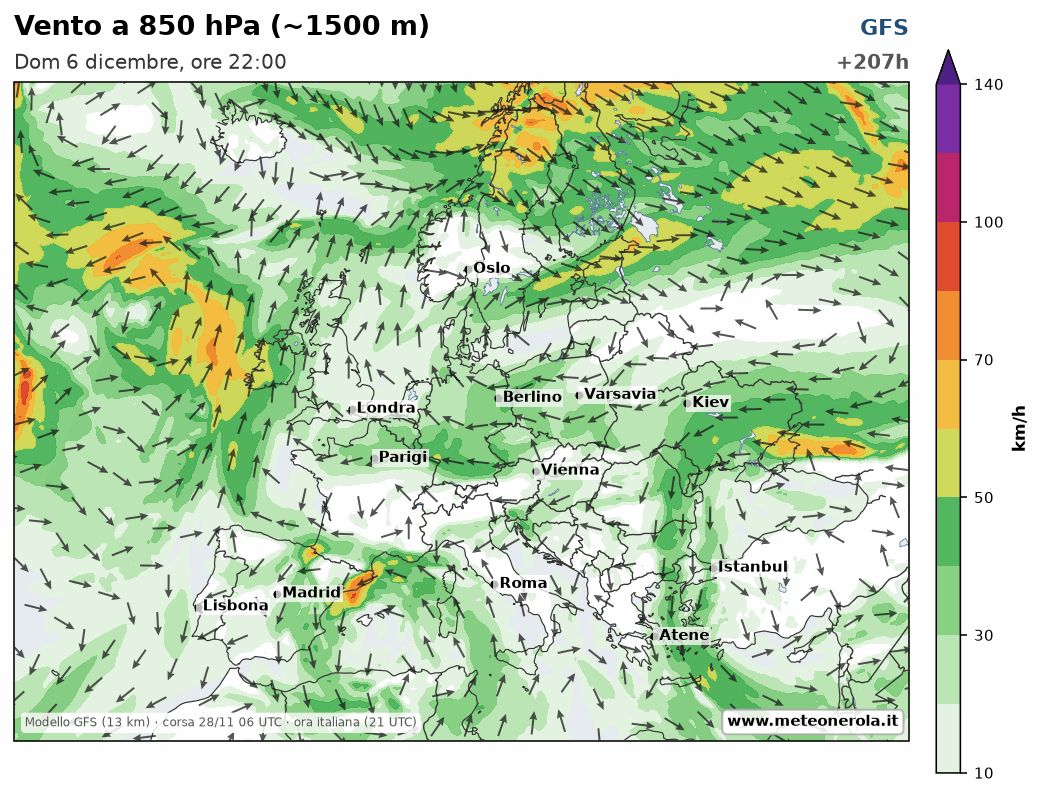 Vento a 850 hPa (~1500 m)
GFS
Dom 6 dicembre, ore 22:00
+207h
140
100
70
50
30
10
km/h
Oslo
Berlino
Varsavia
Kiev
Londra
Parigi
Vienna
Istanbul
Roma
Madrid
Lisbona
Atene
Modello GFS (13 km) · corsa 28/11 06 UTC · ora italiana (21 UTC)
www.meteonerola.it